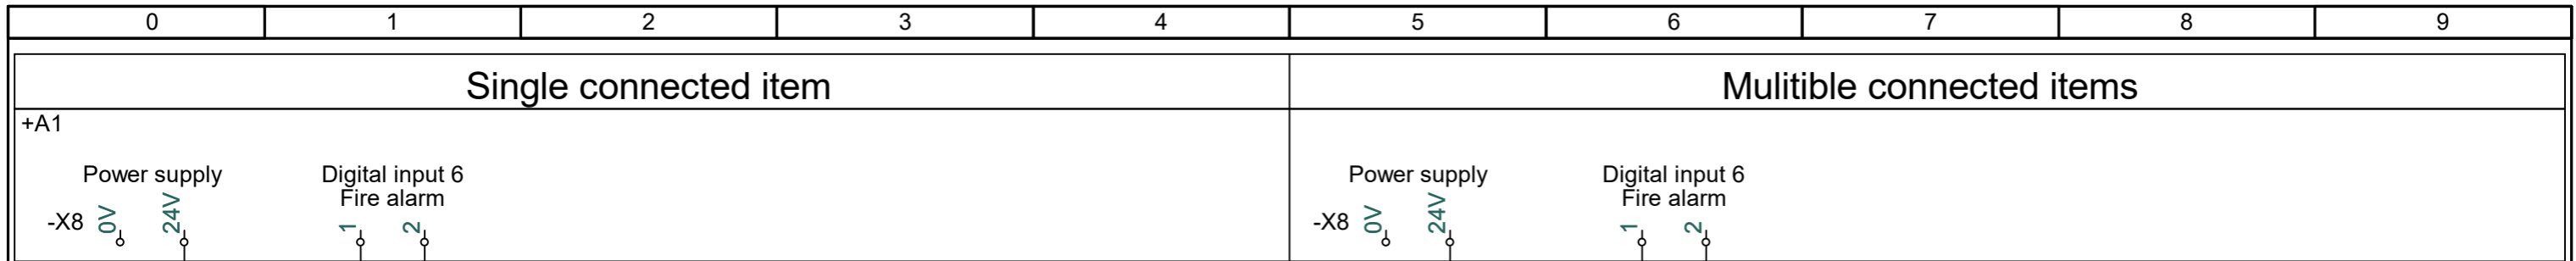 0 1 2 3 4 5 6 7 8 9
Single connected item Mulitible connected items
+A1
Power supply Digital input 6 Power supply Digital input 6
Fire alarm Fire alarm
-X8 0V 24V 1 2 -X8 0V 24V 1 2